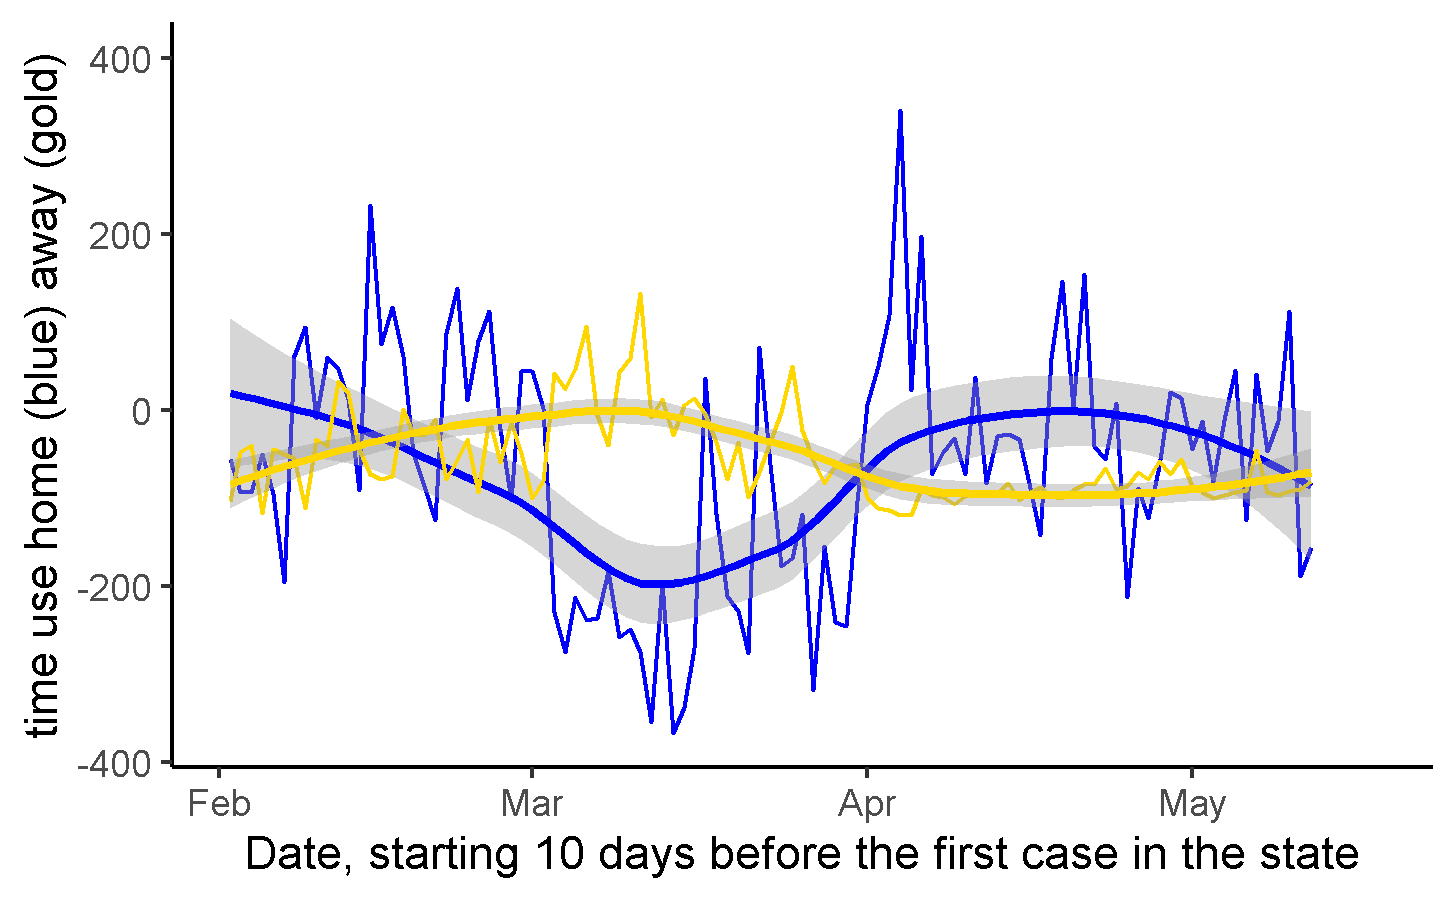 time use home (blue) away (gold)
400
200
0
-200
-400
Feb Mar Apr May
Date, starting 10 days before the first case in the state